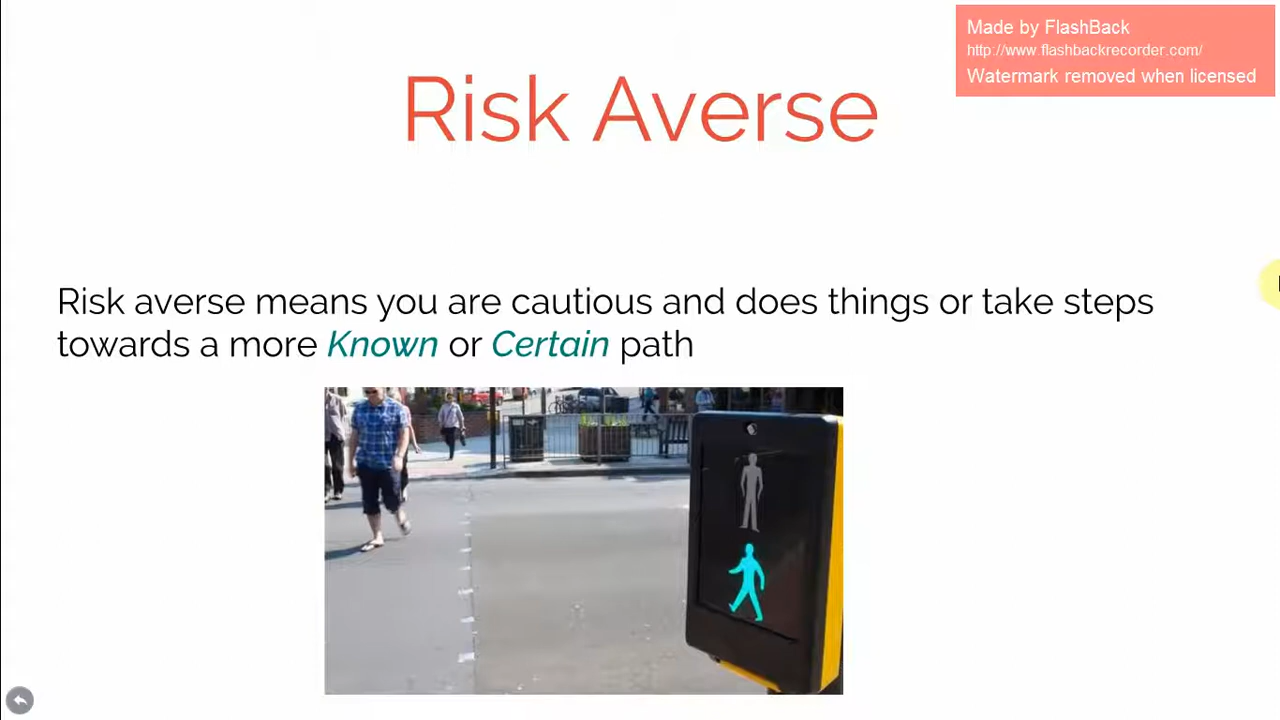 Made by FlashBack
http://www.flashbackrecorder.com/
Watermark removed when licensed
Risk Averse
Risk averse means you are cautious and does things or take steps
towards a more Known or Certain path